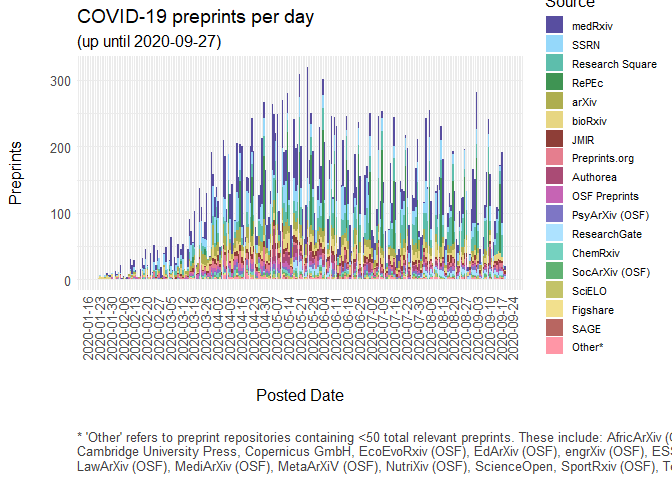 COVID-19 preprints per day
(up until 2020-09-27)
Preprints
300
200
100
0
2020-01-16
2020-01-23
2020-01-30
2020-02-06
2020-02-13
2020-02-20
2020-02-27
2020-03-05
2020-03-12
2020-03-19
2020-03-26
2020-04-02
2020-04-09
2020-04-16
2020-04-23
2020-04-30
2020-05-07
2020-05-14
2020-05-21
2020-05-28
2020-06-04
2020-06-11
2020-06-18
2020-06-25
2020-07-02
2020-07-09
2020-07-16
2020-07-23
2020-07-30
2020-08-06
2020-08-13
2020-08-20
2020-08-27
2020-09-03
2020-09-10
2020-09-17
2020-09-24
Posted Date
Source
medRxiv
SSRN
Research Square
RePEc
arXiv
bioRxiv
JMIR
Preprints.org
Authorea
OSF Preprints
PsyArXiv (OSF)
ResearchGate
ChemRxiv
SocArXiv (OSF)
SciELO
Figshare
SAGE
Other*
* 'Other' refers to preprint repositories containing <50 total relevant preprints. These include: AfricArXiv
Cambridge University Press, Copernicus GmbH, EcoEvoRxiv (OSF), EdArXiv (OSF), engrXiv (OSF),
LawArXiv (OSF), MediArXiv (OSF), MetaArXiV (OSF), NutriXiv (OSF), ScienceOpen, SportRxiv (OSF),